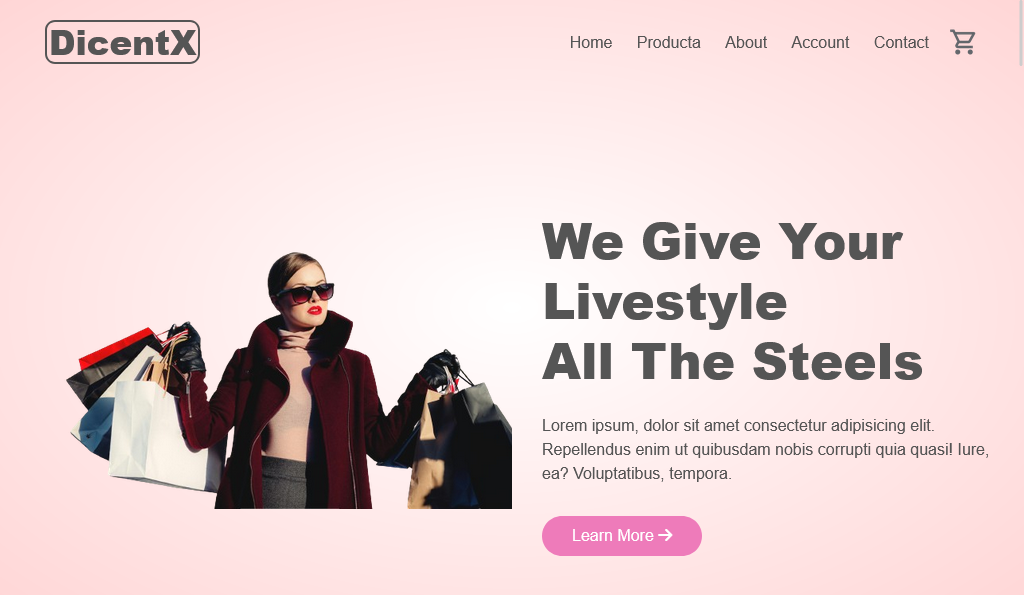 DicentX
Home
Producta
About
Account
Contact
We Give Your
Livestyle
All The Steels
Lorem ipsum, dolor sit amet consectetur adipisicing elit.
Repellendus enim ut quibusdam nobis corrupti quia quasi! Iure,
ea? Voluptatibus, tempora.
Learn More